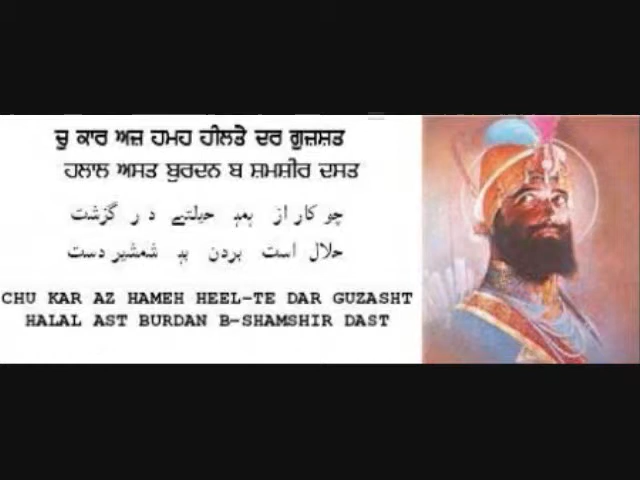 ਚੁ ਕਾਰ ਅਜ਼ ਹਮਹ ਹੀਲਤੇ ਦਰ ਗੁਜ਼ਸ਼ਤ
ਹਲਾਲ ਅਸਤ ਬੁਰਦਨ ਬ ਸ਼ਮਸ਼ੀਰ ਦਸਤ
چو کار از ہمہ حیلتے در گزشت
حلال است بردن بہ شمشیر دست
CHU KAR AZ HAMEH HEEL-TE DAR GUZASHT
HALAL AST BURDAN B-SHAMSHIR DAST